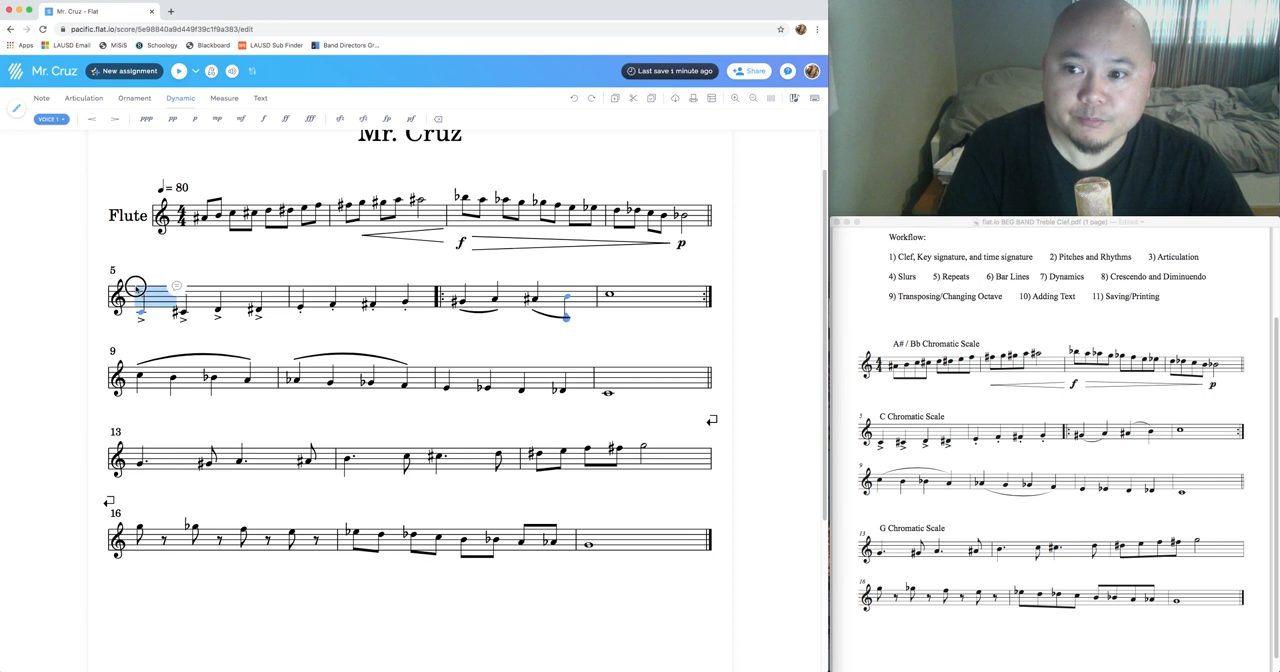 Mr. Cruz - Flat
pacific.flat.io/score/5e98840a9d449f39c1f9a383/edit
Apps LAUSD Email MiSiS Schoology Blackboard LAUSD Sub Finder Band Directors Gr...
Mr. Cruz New assignment Last save 1 minute ago Share ?
Note Articulation Ornament Dynamic Measure Text
VOICE 1 ppp pp p mp mf f ff fff sfz sffz fp pf
Mr. Cruz
= 80
Flute
f p
5
9
13
16
flat.io BEG BAND Treble Clef.pdf (1 page) — Edited
Workflow:
1) Clef, Key signature, and time signature 2) Pitches and Rhythms 3) Articulation
4) Slurs 5) Repeats 6) Bar Lines 7) Dynamics 8) Crescendo and Diminuendo
9) Transposing/Changing Octave 10) Adding Text 11) Saving/Printing
A# / Bb Chromatic Scale
f p
5 C Chromatic Scale
9
G Chromatic Scale
13
16